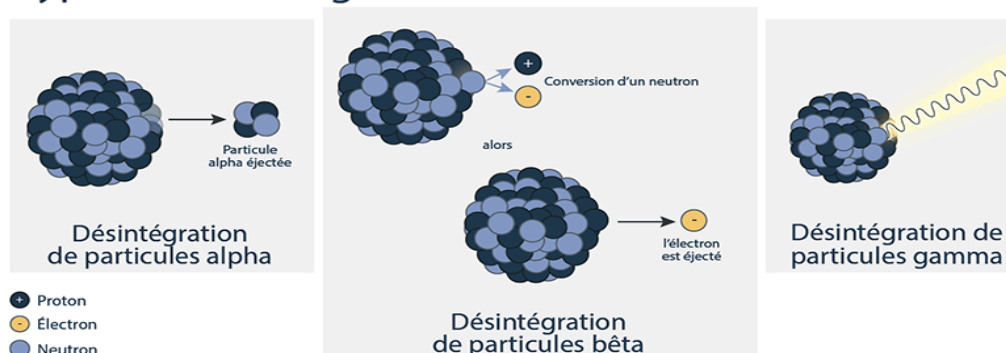 Particule
alpha éjectée
Désintégration
de particules alpha
+
-
Conversion d'un neutron
alors
-
l'électron
est éjecté
Désintégration
de particules bêta
Désintégration de
particules gamma
+ Proton
- Électron
Neutron